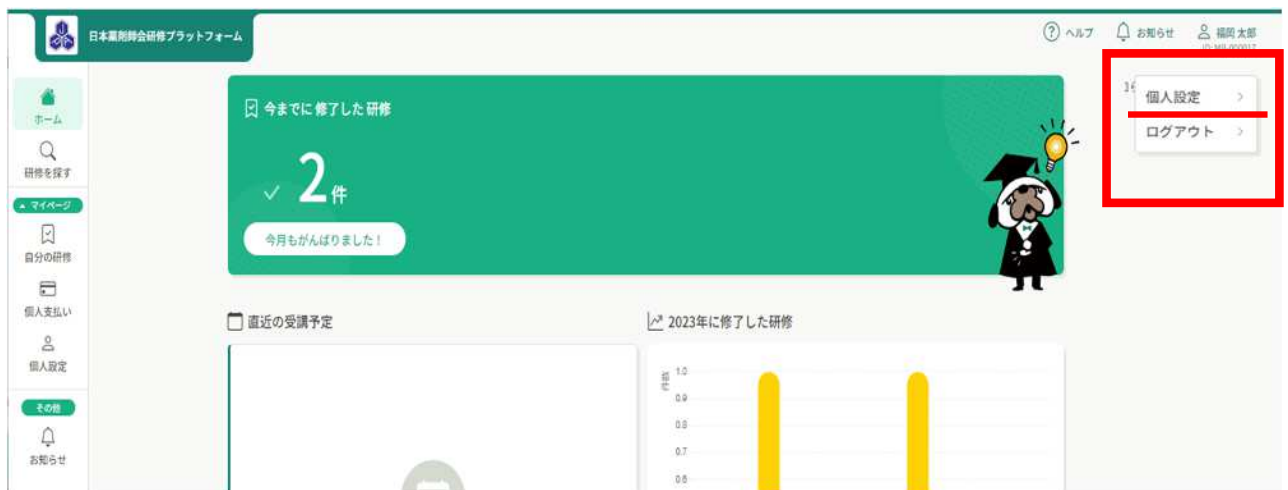 日本薬剤師会研修プラットフォーム
ヘルプ
お知らせ
福岡 太郎
個人設定
ログアウト
ホーム
研修を探す
マイページ
自分の研修
個人支払い
個人設定
その他
お知らせ
今までに修了した研修
2件
今月もがんばりました！
直近の受講予定
2023年に修了した研修
件数
1.0
0.9
0.8
0.7
0.6